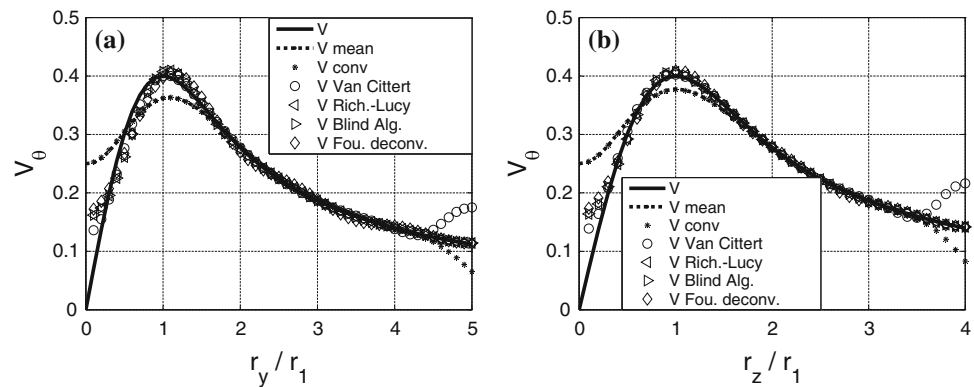 (a)
0.5
0.4
0.3
0.2
0.1
0
V_θ
0
1
2
3
4
5
r_y / r_1
V
V mean
V conv
V Van Cittert
V Rich.-Lucy
V Blind Alg.
V Fou. deconv.
(b)
0.5
0.4
0.3
0.2
0.1
0
V_θ
0
1
2
3
4
r_z / r_1
V
V mean
V conv
V Van Cittert
V Rich.-Lucy
V Blind Alg.
V Fou. deconv.